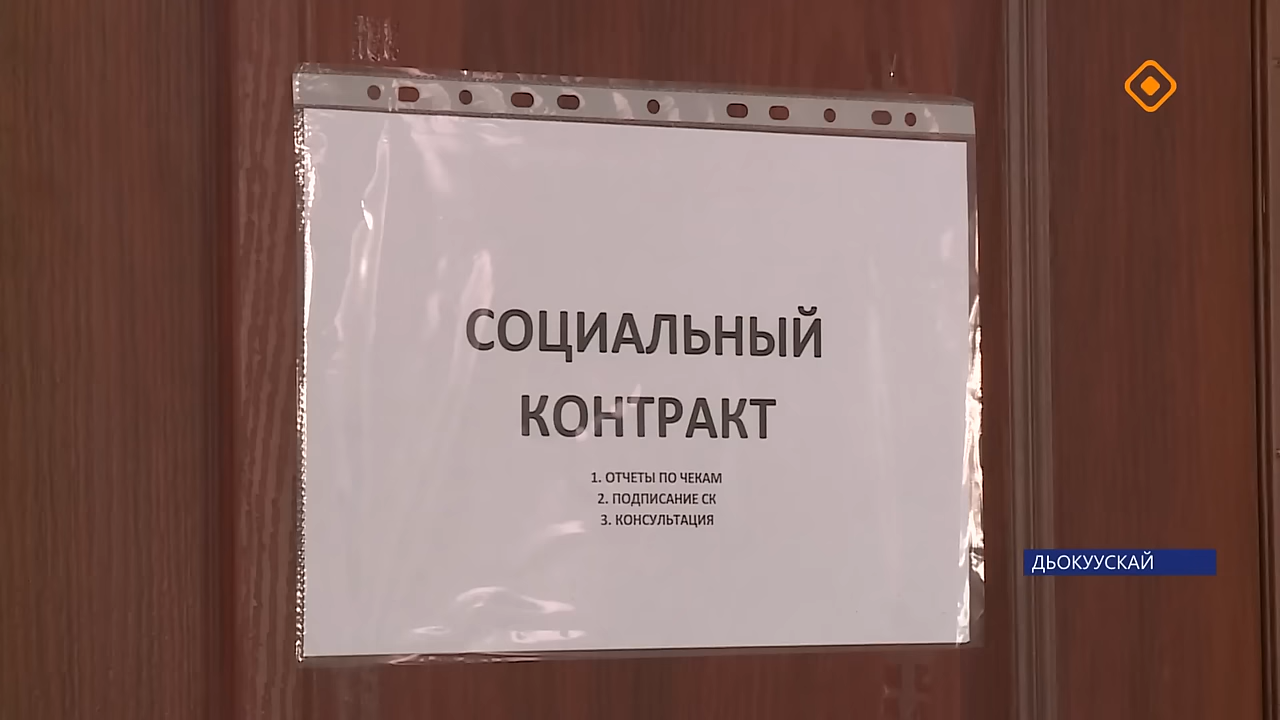 СОЦИАЛЬНЫЙ
КОНТРАКТ
1. ОТЧЕТЫ ПО ЧЕКАМ
2. ПОДПИСАНИЕ СК
3. КОНСУЛЬТАЦИЯ
ДЬОКУУСКАЙ